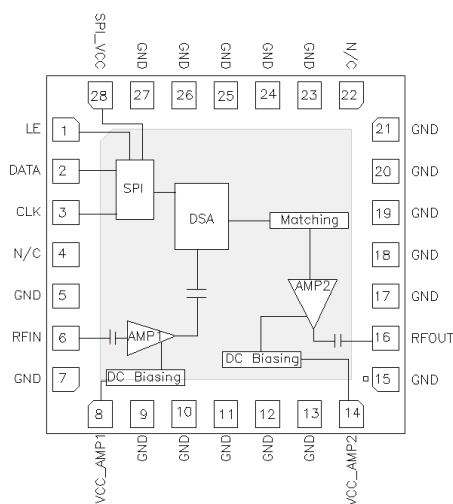 SPI_VCC
GND
GND
GND
GND
GND
N/C
28
27
26
25
24
23
22
LE
1
21
GND
DATA
2
SPI
20
GND
CLK
3
DSA
19
GND
Matching
N/C
4
18
GND
GND
5
AMP2
17
GND
RFIN
6
AMP1
16
RFOUT
GND
7
DC Biasing
DC Biasing
15
GND
8
9
10
11
12
13
14
VCC_AMP1
GND
GND
GND
GND
GND
VCC_AMP2